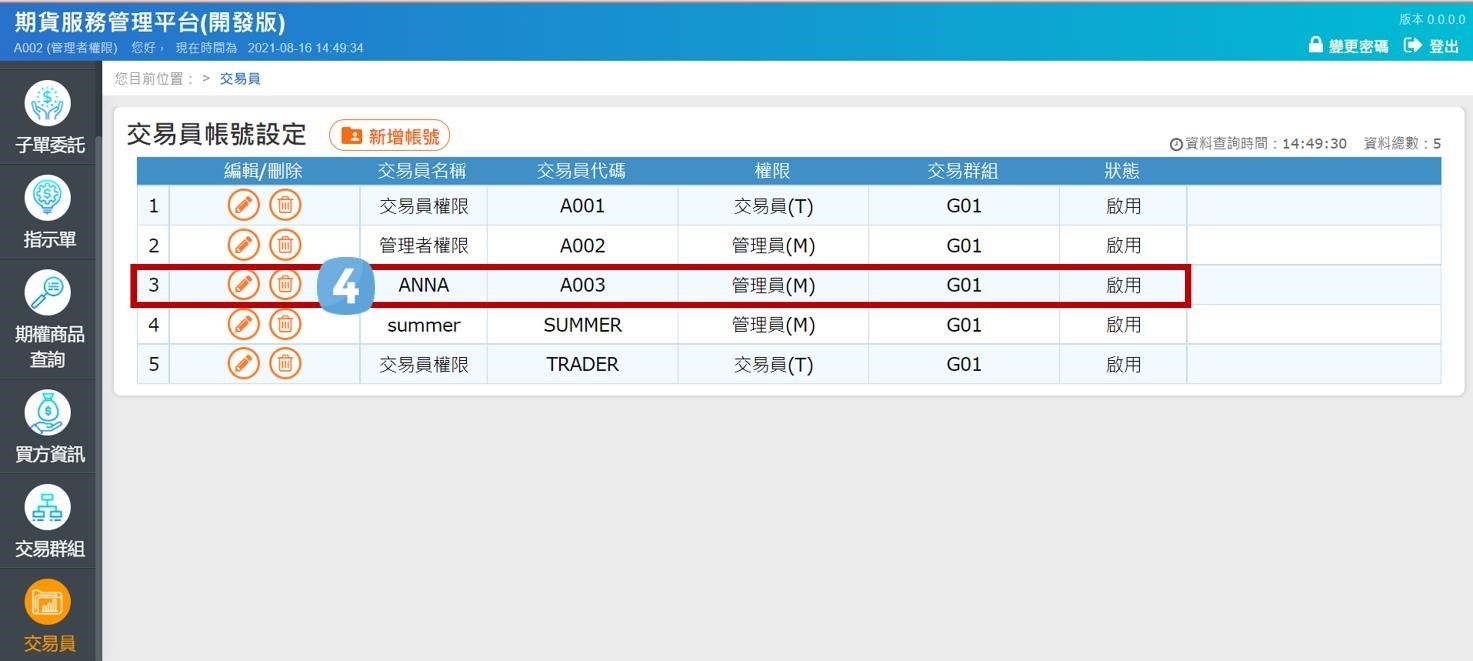 期貨服務管理平台(開發版)
版本 0.0.0.0
A002 (管理者權限) 您好， 現在時間為 2021-08-16 14:49:34
變更密碼 登出
您目前位置： > 交易員
子單委託
指示單
期權商品
查詢
買方資訊
交易群組
交易員
交易員帳號設定 新增帳號
資料查詢時間：14:49:30 資料總數：5
編輯/刪除 交易員名稱 交易員代碼 權限 交易群組 狀態
1 交易員權限 A001 交易員(T) G01 啟用
2 管理者權限 A002 管理員(M) G01 啟用
3 4 ANNA A003 管理員(M) G01 啟用
4 summer SUMMER 管理員(M) G01 啟用
5 交易員權限 TRADER 交易員(T) G01 啟用